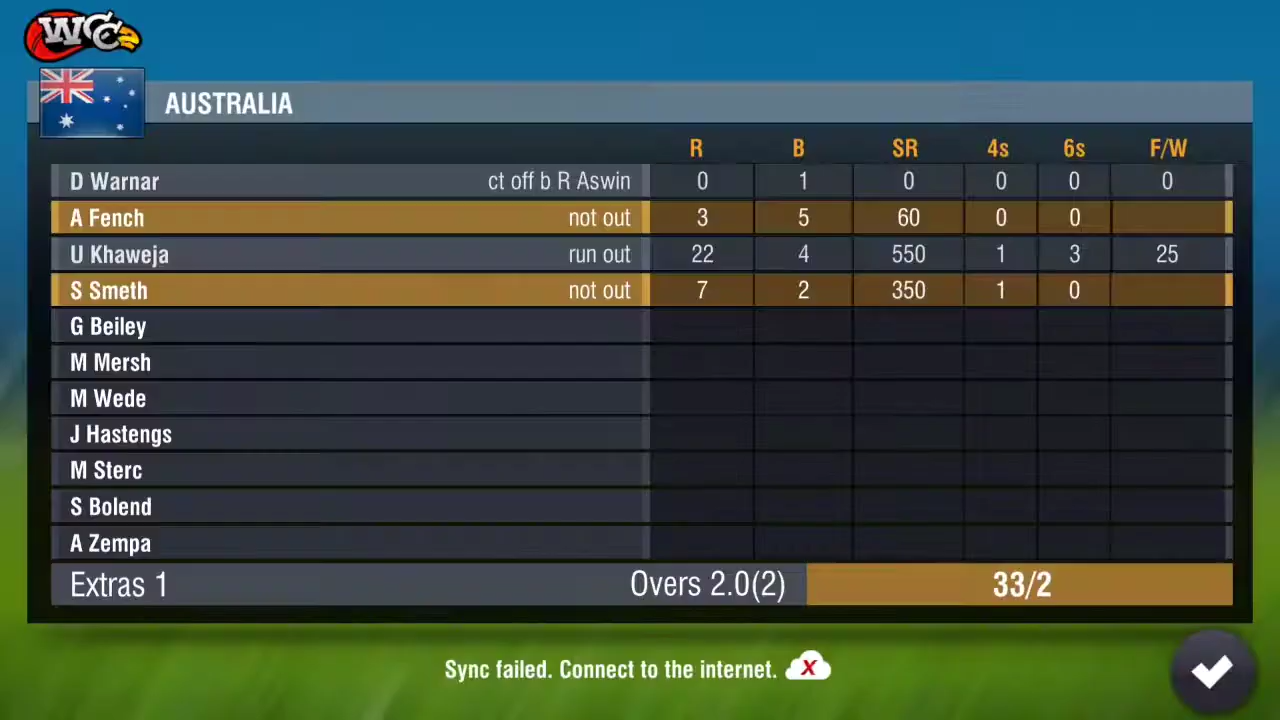 WCC
AUSTRALIA
R B SR 4s 6s F/W
D Warnar ct off b R Aswin 0 1 0 0 0 0
A Fench not out 3 5 60 0 0
U Khaweja run out 22 4 550 1 3 25
S Smeth not out 7 2 350 1 0
G Beiley
M Mersh
M Wede
J Hastengs
M Sterc
S Bolend
A Zempa
Extras 1 Overs 2.0(2) 33/2
Sync failed. Connect to the internet. X